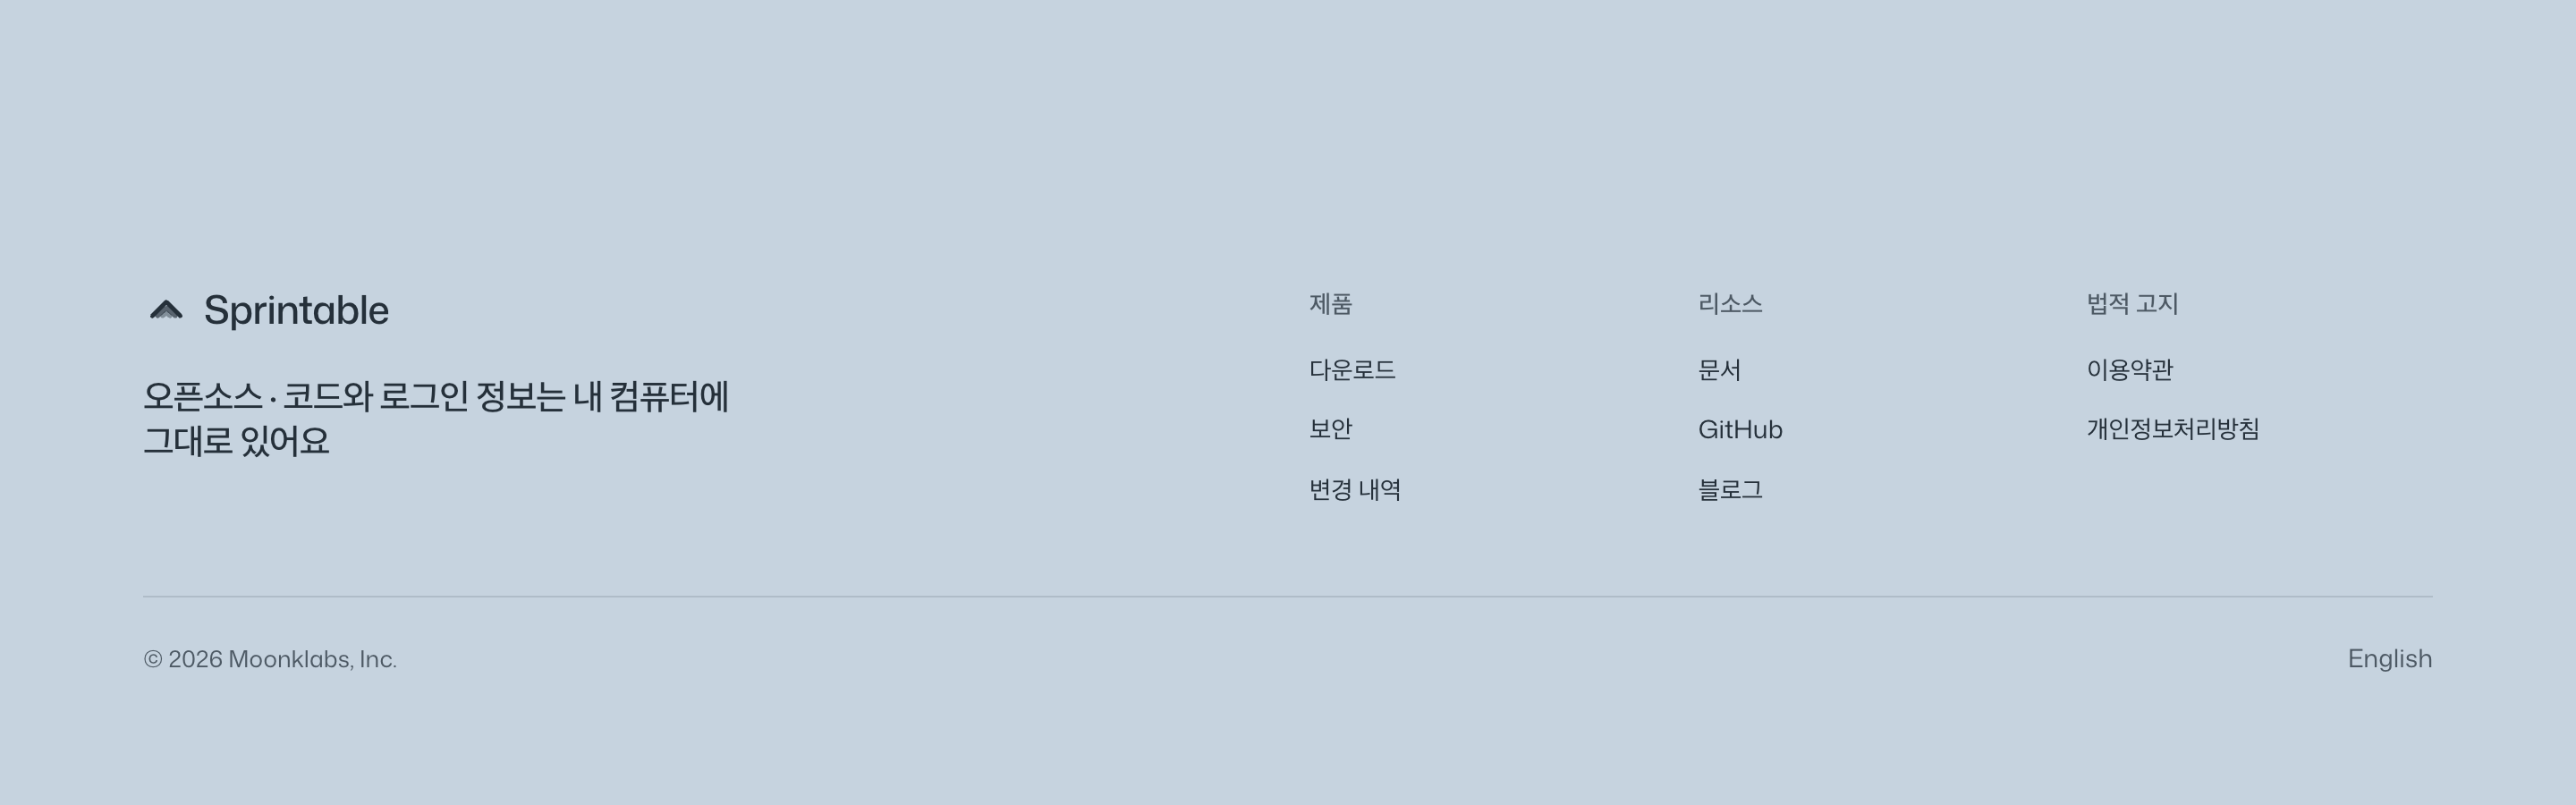 Sprintable
오픈소스 · 코드와 로그인 정보는 내 컴퓨터에
그대로 있어요
제품
다운로드
보안
변경 내역
리소스
문서
GitHub
블로그
법적 고지
이용약관
개인정보처리방침
© 2026 Moonklabs, Inc.
English